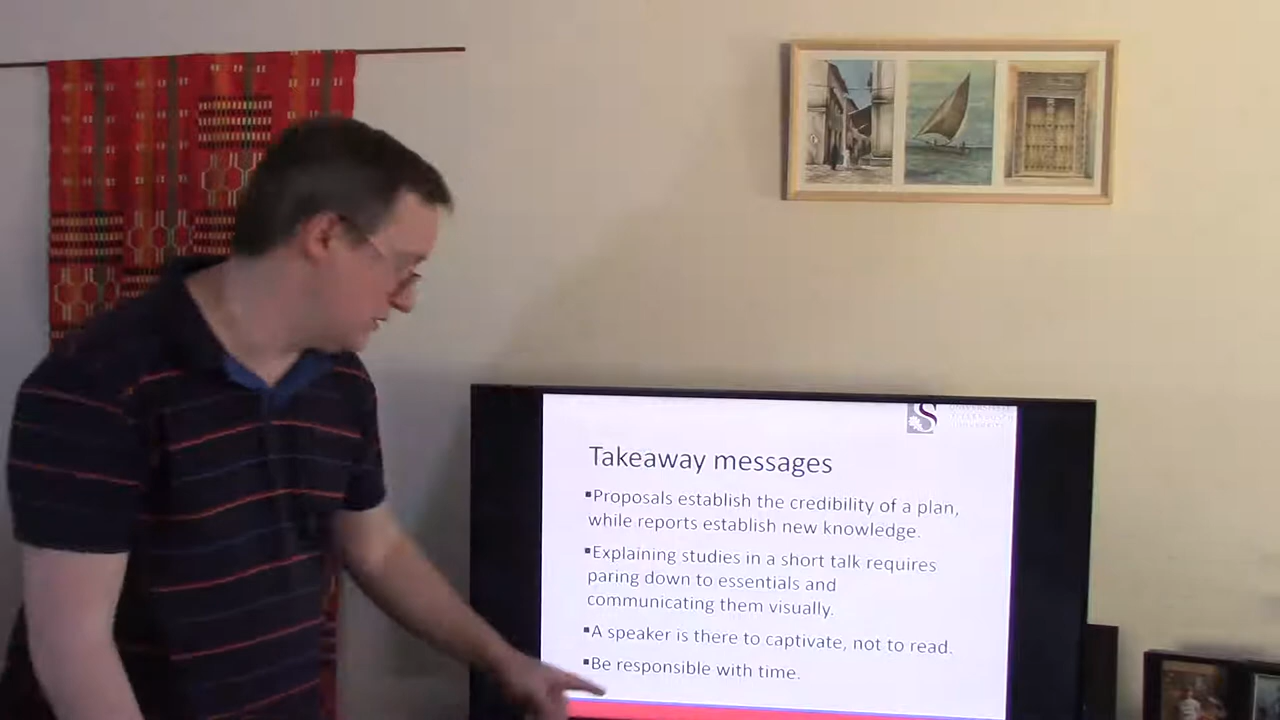 S
UNIVERSITY
Takeaway messages
▪Proposals establish the credibility of a plan,
while reports establish new knowledge.
▪Explaining studies in a short talk requires
paring down to essentials and
communicating them visually.
▪A speaker is there to captivate, not to read.
▪Be responsible with time.